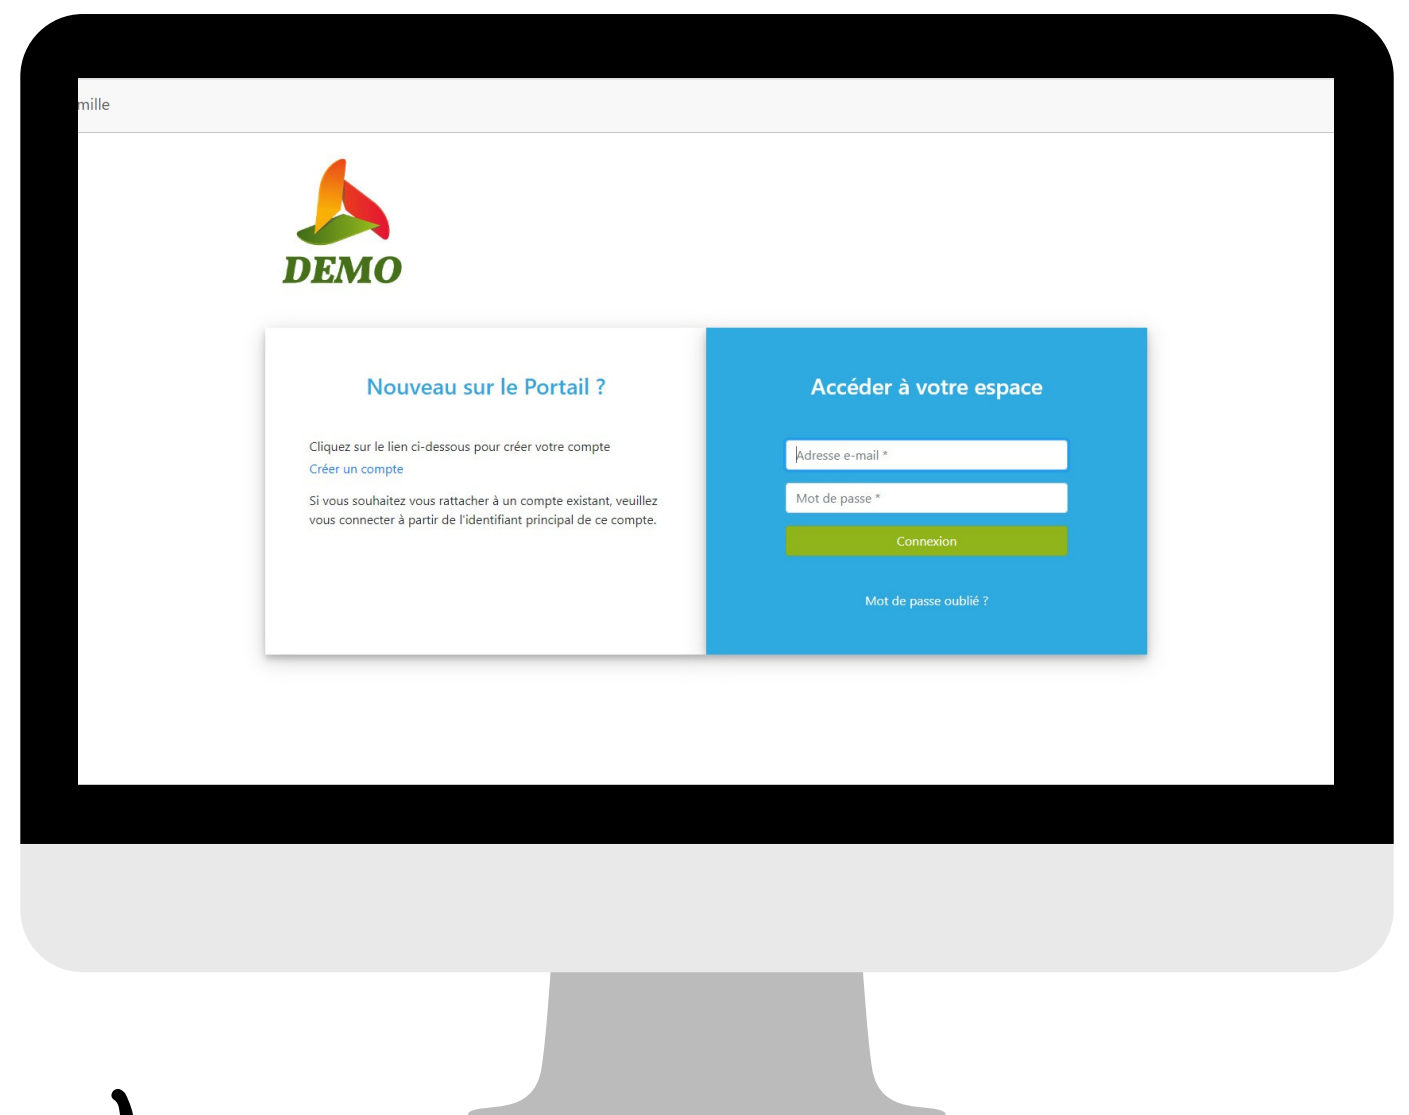 mille
DEMO
Nouveau sur le Portail ?
Cliquez sur le lien ci-dessous pour créer votre compte
Créer un compte
Si vous souhaitez vous rattacher à un compte existant, veuillez
vous connecter à partir de l'identifiant principal de ce compte.
Accéder à votre espace
Adresse e-mail *
Mot de passe *
Connexion
Mot de passe oublié ?